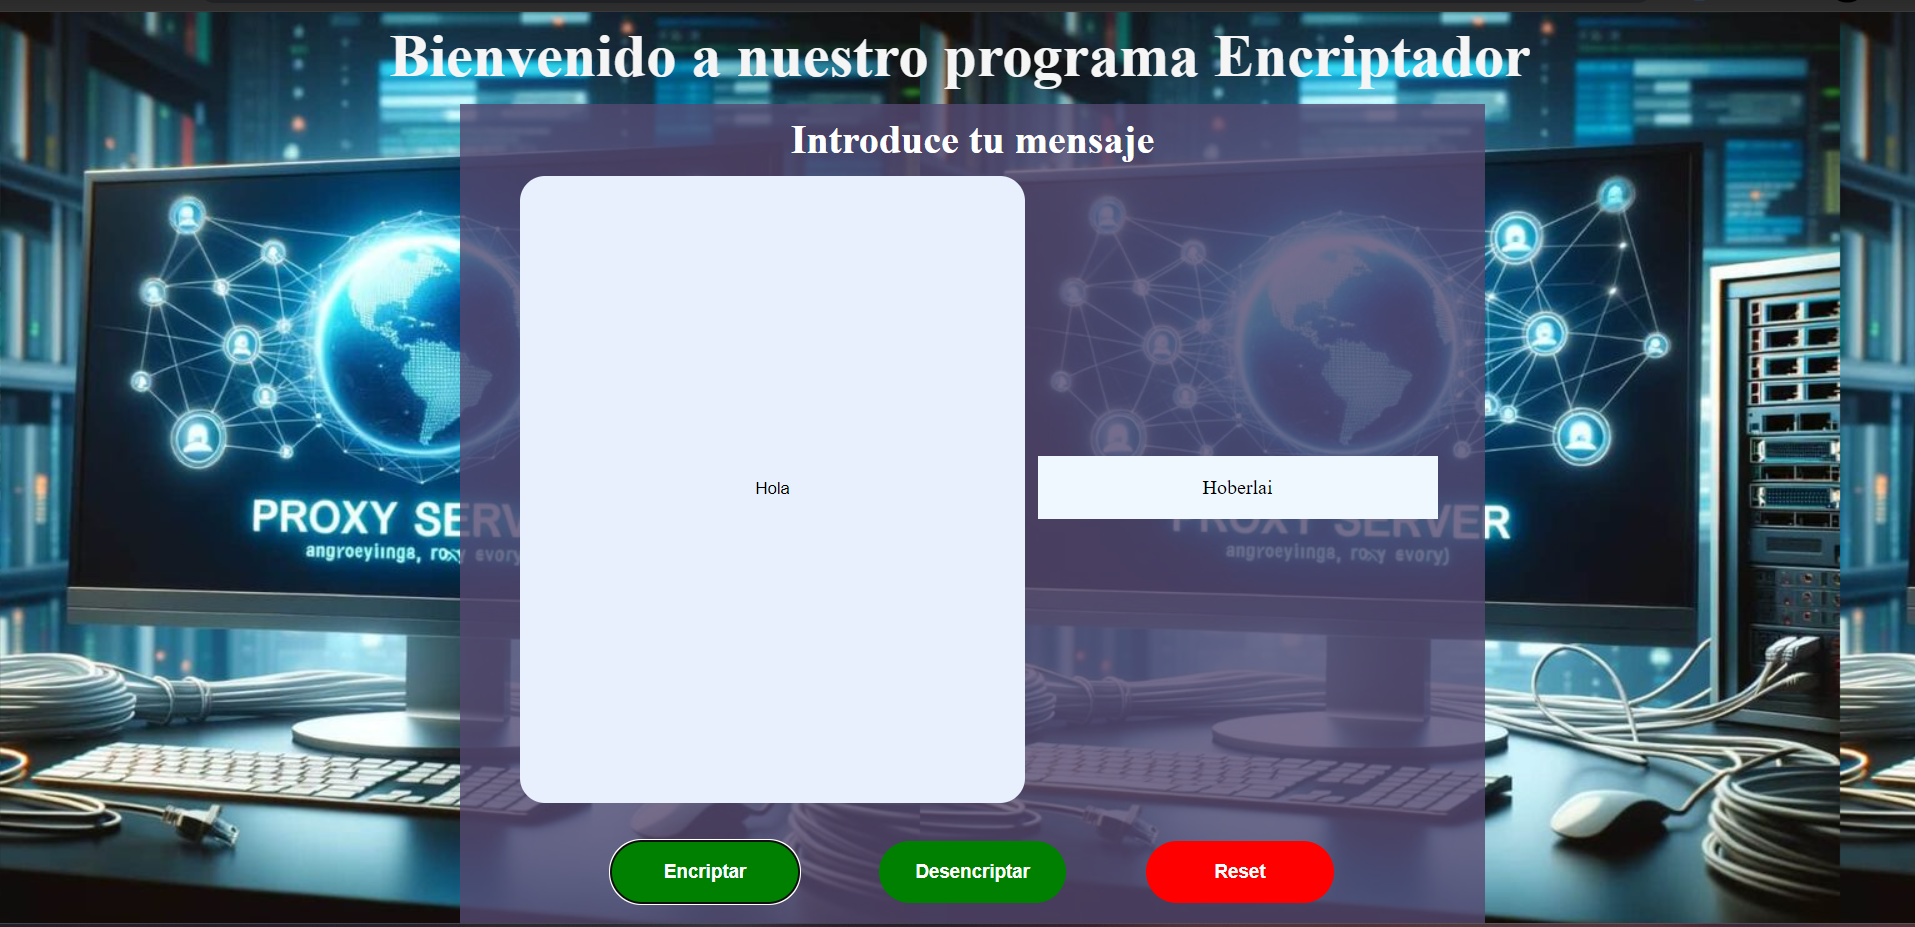 Bienvenido a nuestro programa Encriptador
Introduce tu mensaje
Hola
Hoberlai
PROXY SERV
angroeyiinga, roxy evory
PROXY SERVER
angroeyiinga, roxy evory)
Encriptar
Desencriptar
Reset